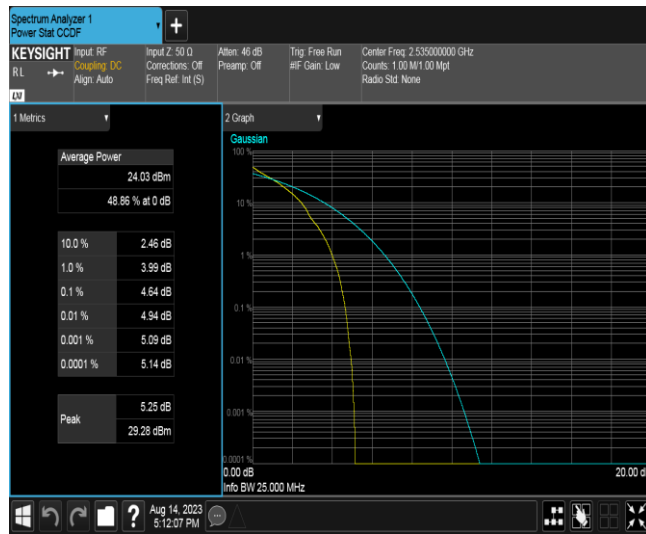 Spectrum Analyzer 1
Power Stat CCDF
+
KEYSIGHT
RL
LXI
Input: RF
Coupling: DC
Align: Auto
Input Z: 50 Ω
Corrections: Off
Freq Ref: Int (S)
Atten: 46 dB
Preamp: Off
Trig: Free Run
#IF Gain: Low
Center Freq: 2.535000000 GHz
Counts: 1.00 M/1.00 Mpt
Radio Std: None
1 Metrics
Average Power
24.03 dBm
48.86 % at 0 dB
10.0 % 2.46 dB
1.0 % 3.99 dB
0.1 % 4.64 dB
0.01 % 4.94 dB
0.001 % 5.09 dB
0.0001 % 5.14 dB
Peak
5.25 dB
29.28 dBm
2 Graph
Gaussian
100 %
10 %
1 %
0.1 %
0.01 %
0.001 %
0.0001 %
0.00 dB
20.00 d
Info BW 25.000 MHz
?
Aug 14, 2023
5:12:07 PM